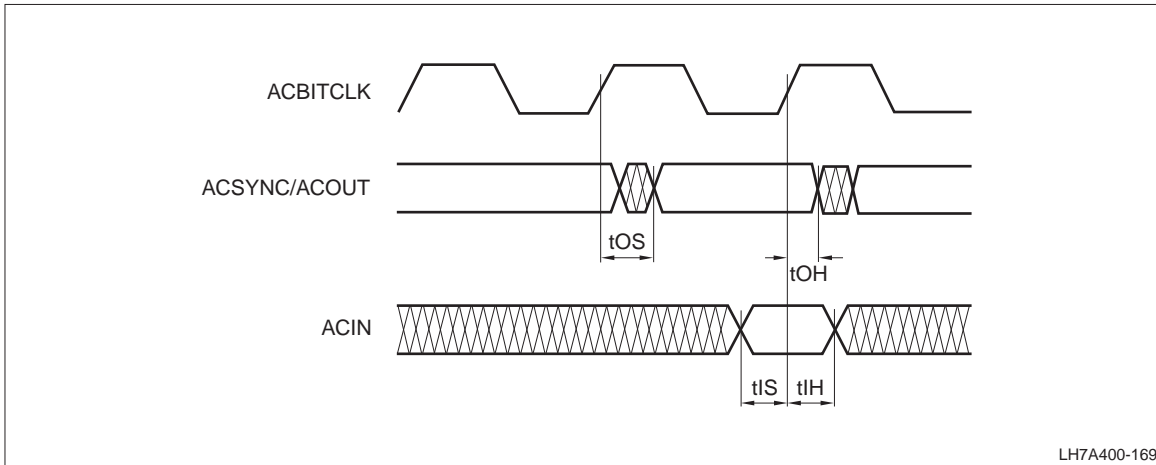 ACBITCLK
ACSYNC/ACOUT
tOS
tOH
ACIN
tIS
tIH
LH7A400-169